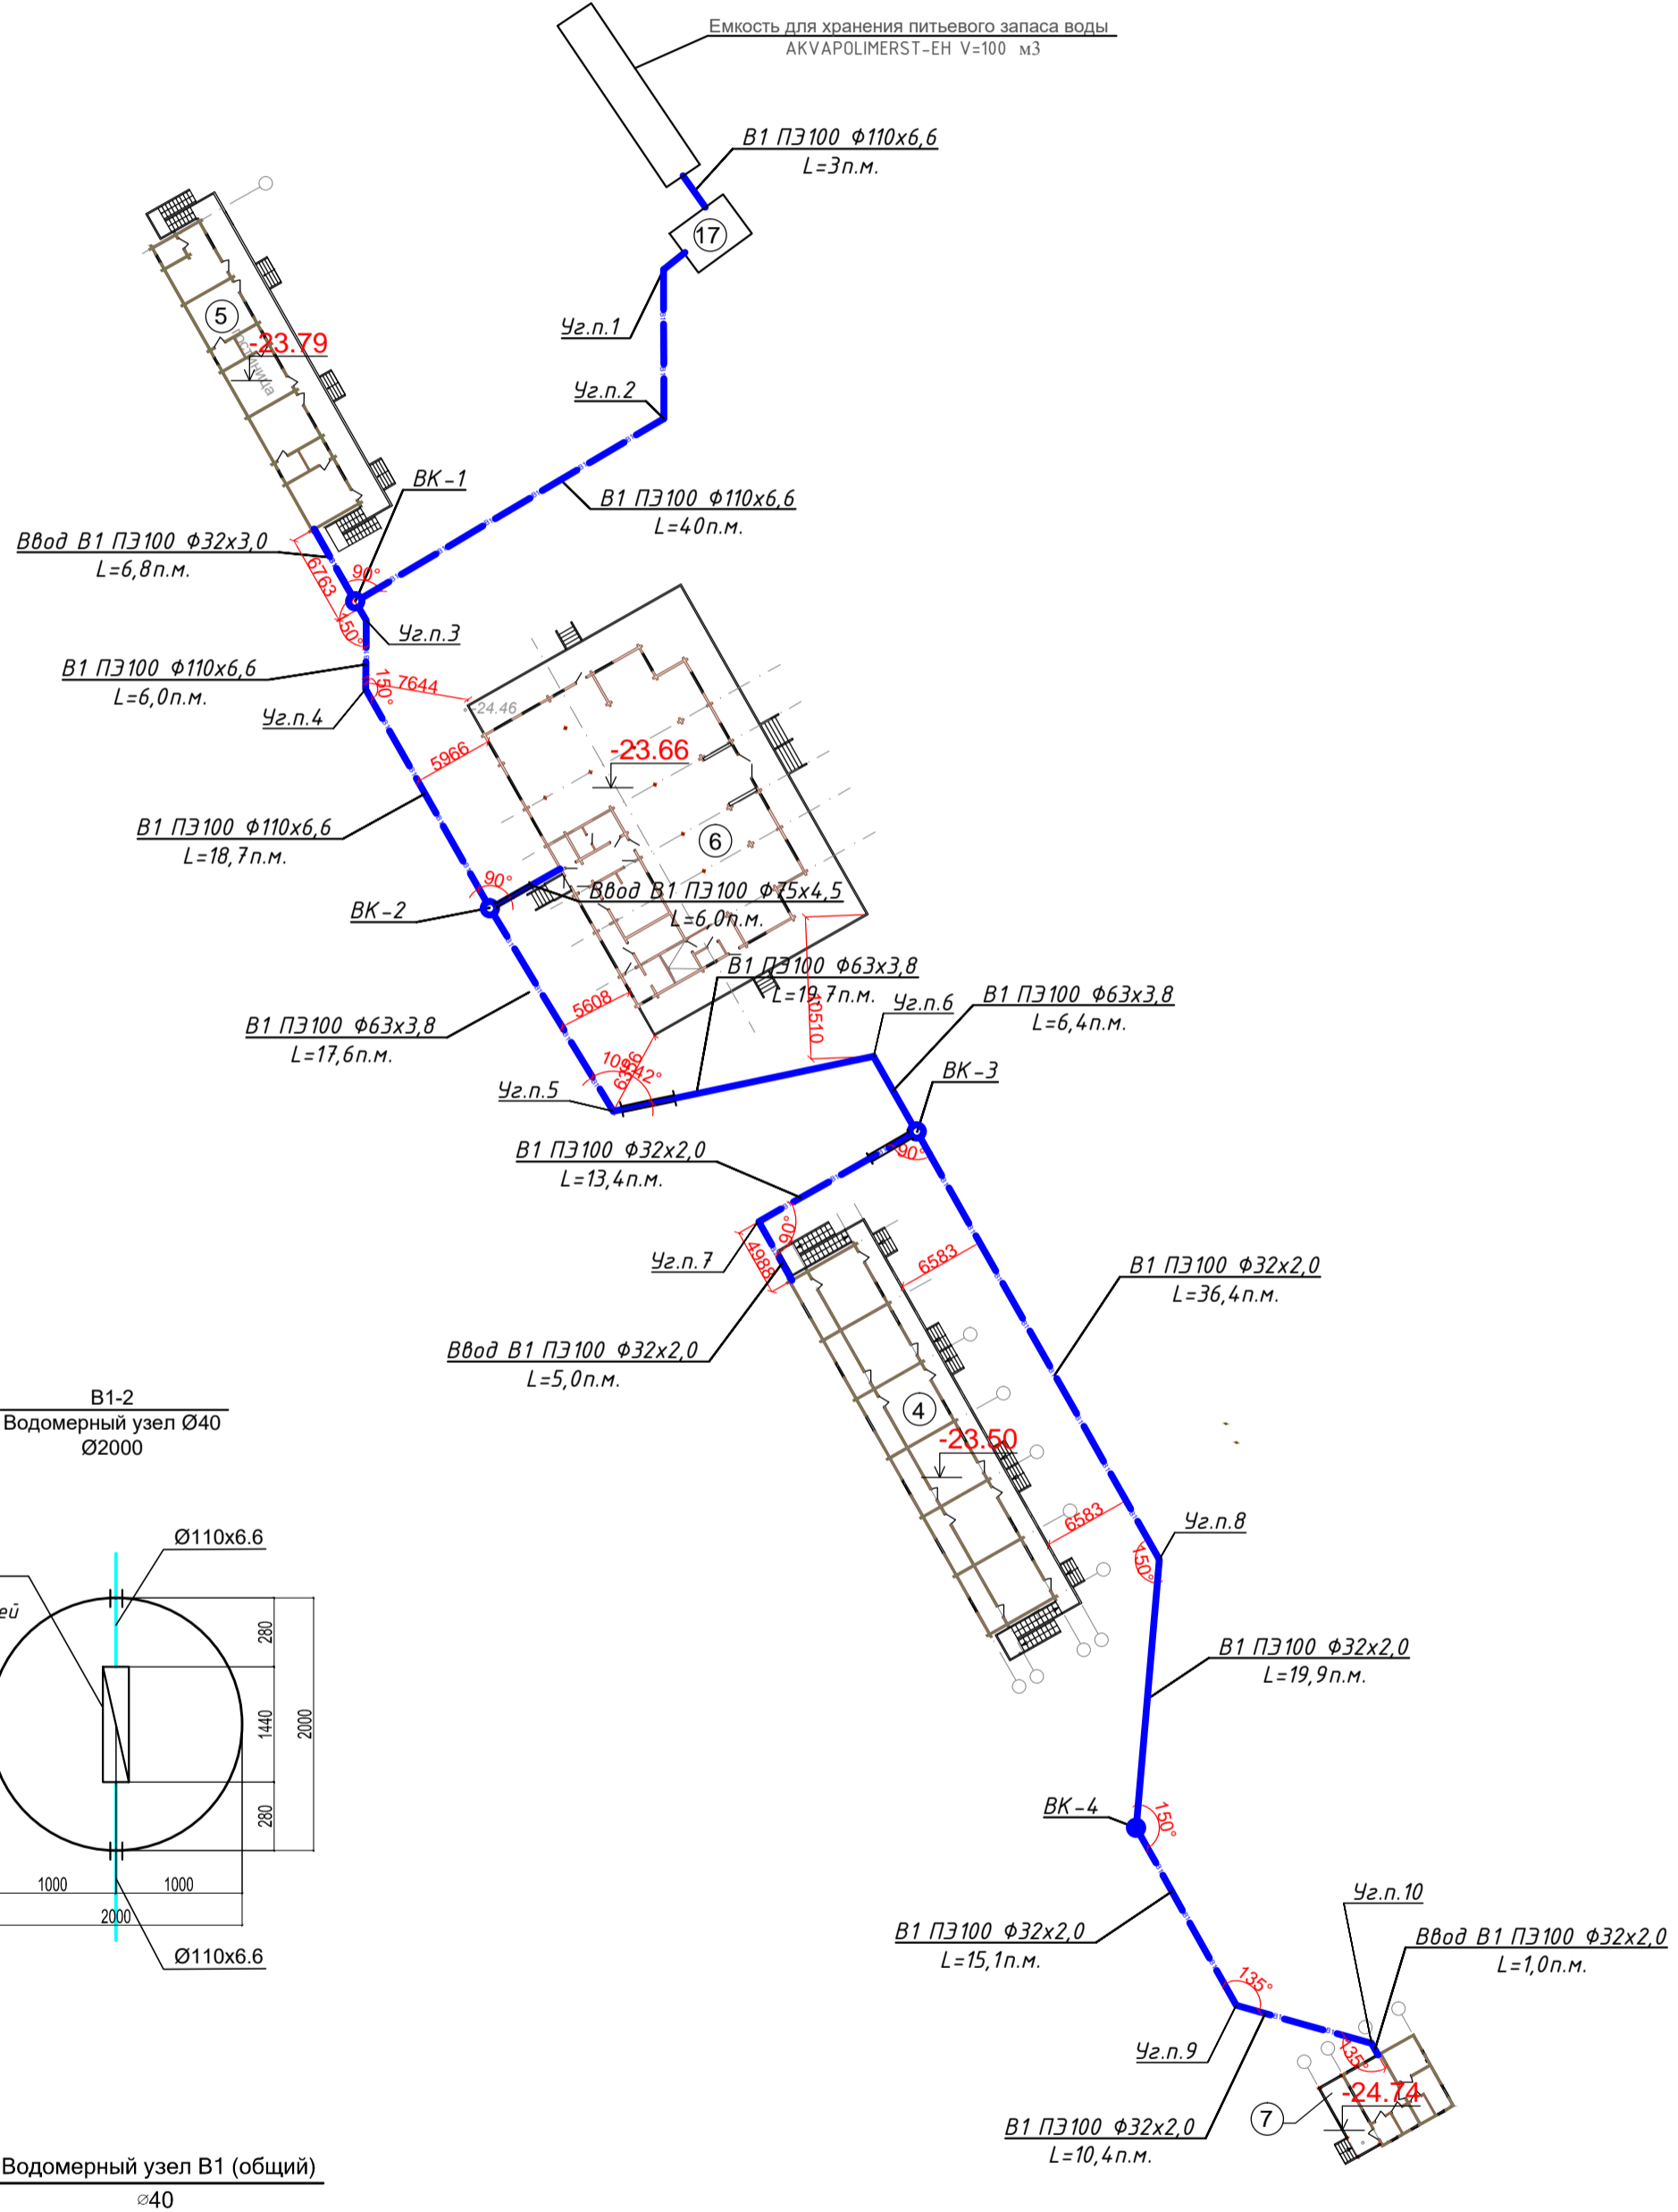 Емкость для хранения питьевого запаса воды
AKVAPOLIMERST-EH V=100 м3
В1 ПЭ100 Ф110х6,6
L=3п.м.
17
5
гостиница
-23.79
Уг.п.1
Уг.п.2
ВК-1
В1 ПЭ100 Ф110х6,6
L=40п.м.
Ввод В1 ПЭ100 Ф32х3,0
L=6,8п.м.
6763
90°
150°
Уг.п.3
В1 ПЭ100 Ф110х6,6
L=6,0п.м.
150°
7644
Уг.п.4
-24.46
5966
-23.66
В1 ПЭ100 Ф110х6,6
L=18,7п.м.
6
90°
Ввод В1 ПЭ100 Ф75х4,5
L=6,0п.м.
ВК-2
В1 ПЭ100 Ф63х3,8
L=19,7п.м.
10510
Уг.п.6
В1 ПЭ100 Ф63х3,8
L=6,4п.м.
5608
В1 ПЭ100 Ф63х3,8
L=17,6п.м.
ВК-3
Уг.п.5
90°
В1 ПЭ100 Ф32х2,0
L=13,4п.м.
90°
4988
Уг.п.7
6583
В1 ПЭ100 Ф32х2,0
L=36,4п.м.
Ввод В1 ПЭ100 Ф32х2,0
L=5,0п.м.
4
-23.50
В1-2
Водомерный узел Ø40
Ø2000
6583
Уг.п.8
150°
Ø110х6.6
ей
280
1440
2000
280
1000
1000
2000
Ø110х6.6
В1 ПЭ100 Ф32х2,0
L=19,9п.м.
ВК-4
150°
Уг.п.10
В1 ПЭ100 Ф32х2,0
L=15,1п.м.
Ввод В1 ПЭ100 Ф32х2,0
L=1,0п.м.
135°
Уг.п.9
135°
-24.74
7
В1 ПЭ100 Ф32х2,0
L=10,4п.м.
Водомерный узел В1 (общий)
⌀40